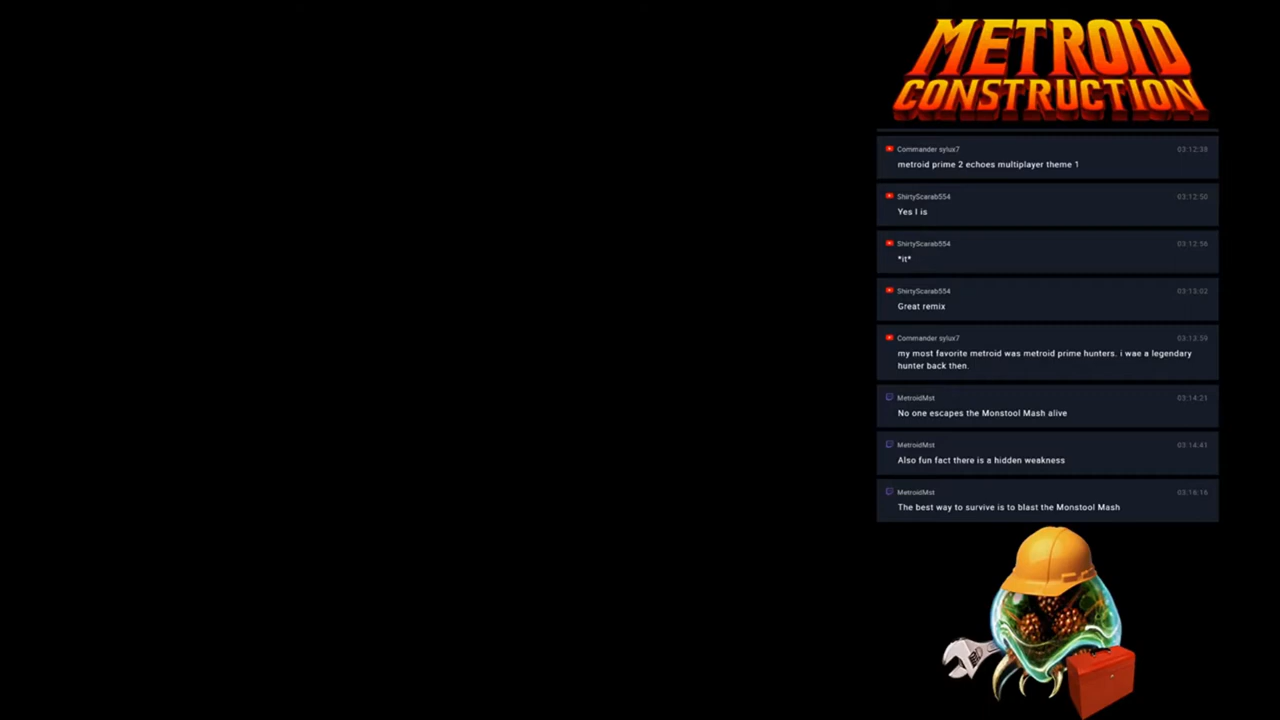 METROID
CONSTRUCTION
Commander sylux7 03:12:38
metroid prime 2 echoes multiplayer theme 1
ShirtyScarab554 03:12:50
Yes I is
ShirtyScarab554 03:12:56
*it*
ShirtyScarab554 03:13:02
Great remix
Commander sylux7 03:13:59
my most favorite metroid was metroid prime hunters. i wae a legendary
hunter back then.
MetroidMst 03:14:21
No one escapes the Monstool Mash alive
MetroidMst 03:14:41
Also fun fact there is a hidden weakness
MetroidMst 03:16:16
The best way to survive is to blast the Monstool Mash